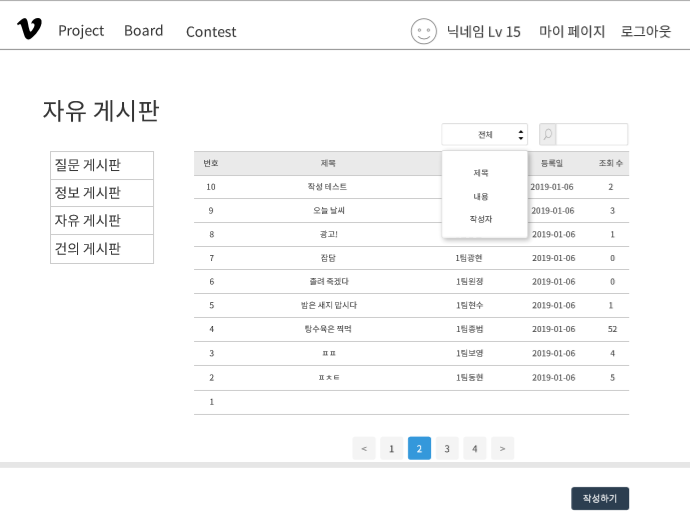 Project Board Contest 닉네임 Lv 15 마이 페이지 로그아웃
자유 게시판
전체
질문 게시판
정보 게시판
자유 게시판
건의 게시판
번호 제목 등록일 조회 수
제목
내용
작성자
10 작성 테스트 2019-01-06 2
9 오늘 날씨 2019-01-06 3
8 광고! 2019-01-06 1
7 잡담 1팀광현 2019-01-06 0
6 졸려 죽겠다 1팀원정 2019-01-06 0
5 밤은 새지 맙시다 1팀현수 2019-01-06 1
4 탕수육은 찍먹 1팀종범 2019-01-06 52
3 ㅍㅍ 1팀보영 2019-01-06 4
2 ㅍㅊㅌ 1팀동현 2019-01-06 5
1
< 1 2 3 4 >
작성하기